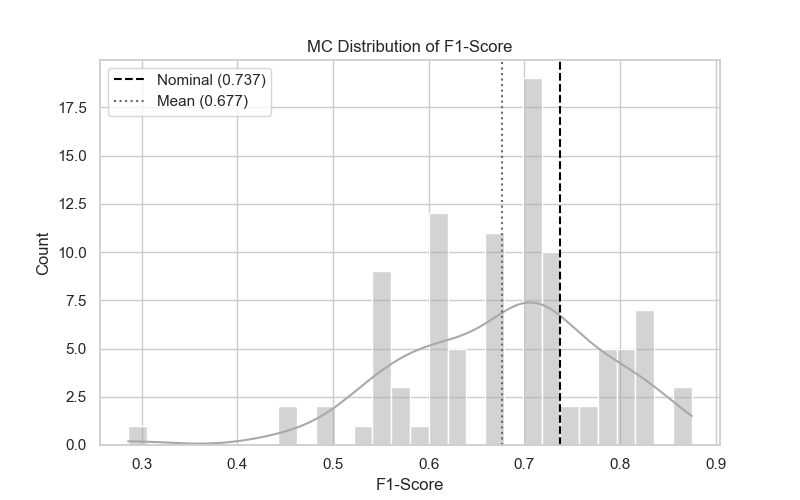 MC Distribution of F1-Score
Nominal (0.737)
Mean (0.677)
17.5
15.0
12.5
10.0
7.5
5.0
2.5
0.0
Count
0.3 0.4 0.5 0.6 0.7 0.8 0.9
F1-Score